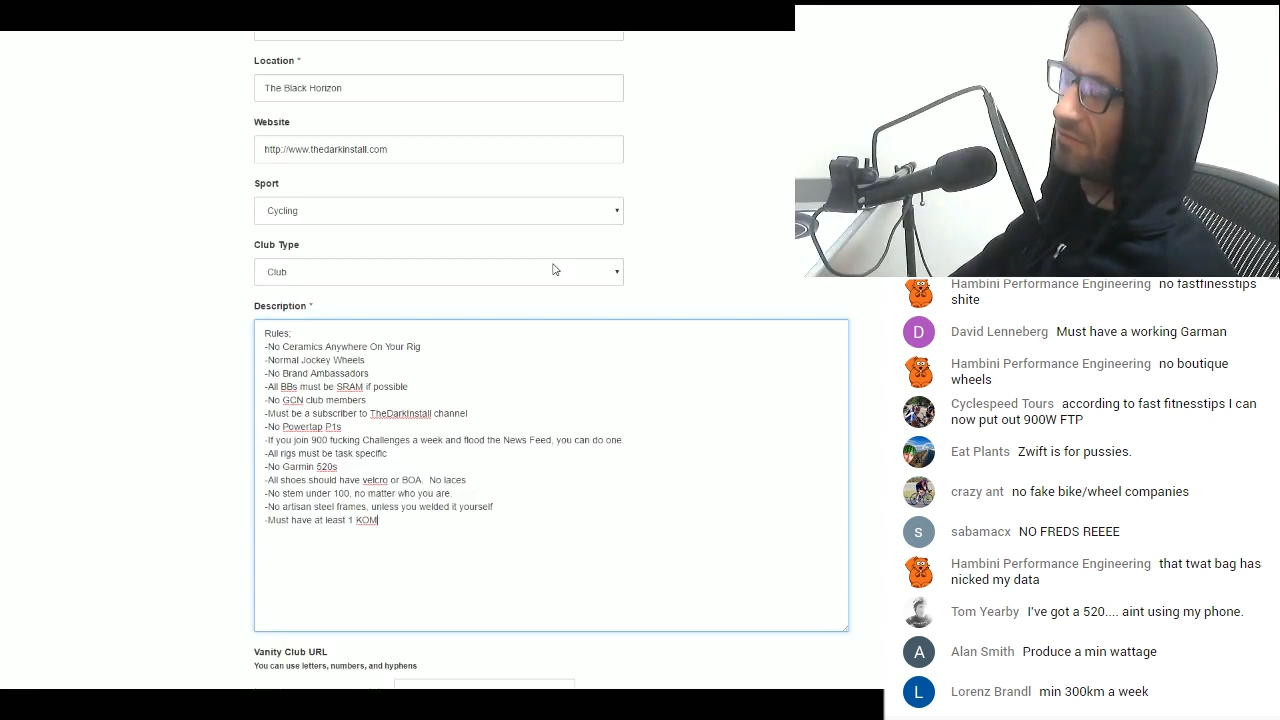 Location *
The Black Horizon
Website
http://www.thedarkinstall.com
Sport
Cycling
Club Type
Club
Description *
Rules;
-No Ceramics Anywhere On Your Rig
-Normal Jockey Wheels
-No Brand Ambassadors
-All BBs must be SRAM if possible
-No GCN club members
-Must be a subscriber to TheDarkInstall channel
-No Powertap P1s
-If you join 900 fucking Challenges a week and flood the News Feed, you can do one.
-All rigs must be task specific
-No Garmin 520s
-All shoes should have velcro or BOA.  No laces
-No stem under 100, no matter who you are.
-No artisan steel frames, unless you welded it yourself
-Must have at least 1 KOM
Vanity Club URL
You can use letters, numbers, and hyphens
Hambini Performance Engineering no fastfinesstips
shite
D David Lenneberg Must have a working Garman
Hambini Performance Engineering no boutique
wheels
Cyclespeed Tours according to fast fitnesstips I can
now put out 900W FTP
Eat Plants Zwift is for pussies.
crazy ant no fake bike/wheel companies
s sabamacx NO FREDS REEEE
Hambini Performance Engineering that twat bag has
nicked my data
Tom Yearby I've got a 520.... aint using my phone.
A Alan Smith Produce a min wattage
L Lorenz Brandl min 300km a week